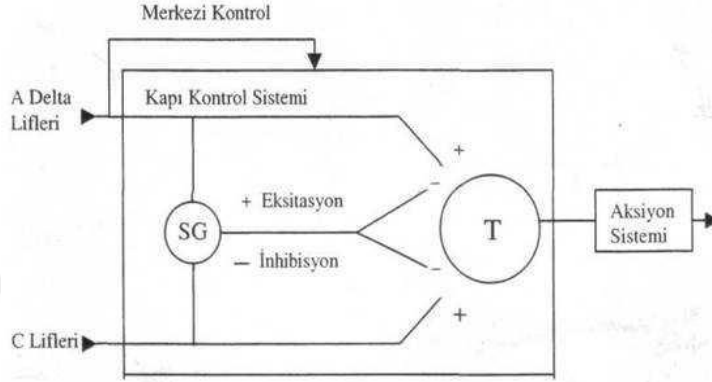 Merkezi Kontrol
A Delta
Lifleri
Kapı Kontrol Sistemi
+
−
+ Eksitasyon
SG
T
Aksiyon
Sistemi
− İnhibisyon
−
+
C Lifleri